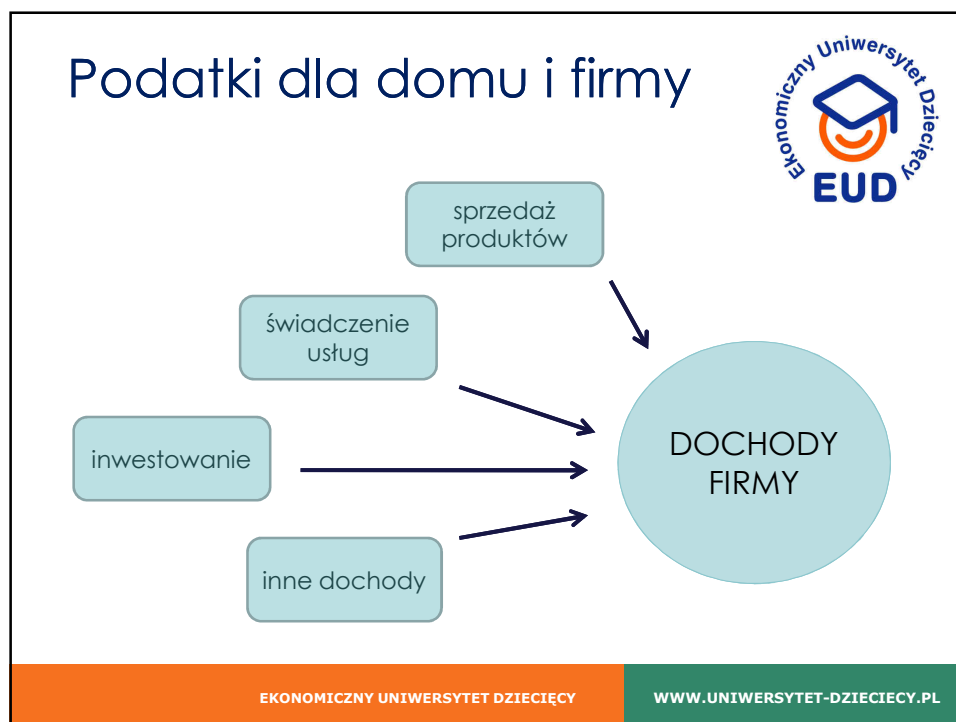 Podatki dla domu i firmy
Ekonomiczny Uniwersytet Dziecięcy
EUD
sprzedaż
produktów
świadczenie
usług
inwestowanie
inne dochody
DOCHODY
FIRMY
EKONOMICZNY UNIWERSYTET DZIECIĘCY
WWW.UNIWERSYTET-DZIECIECY.PL